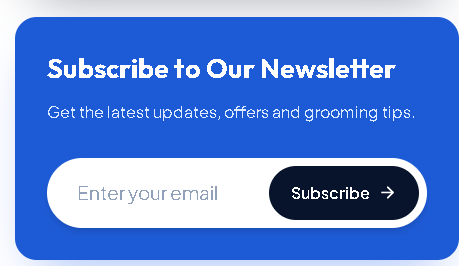 Subscribe to Our Newsletter
Get the latest updates, offers and grooming tips.
Enter your email
Subscribe →